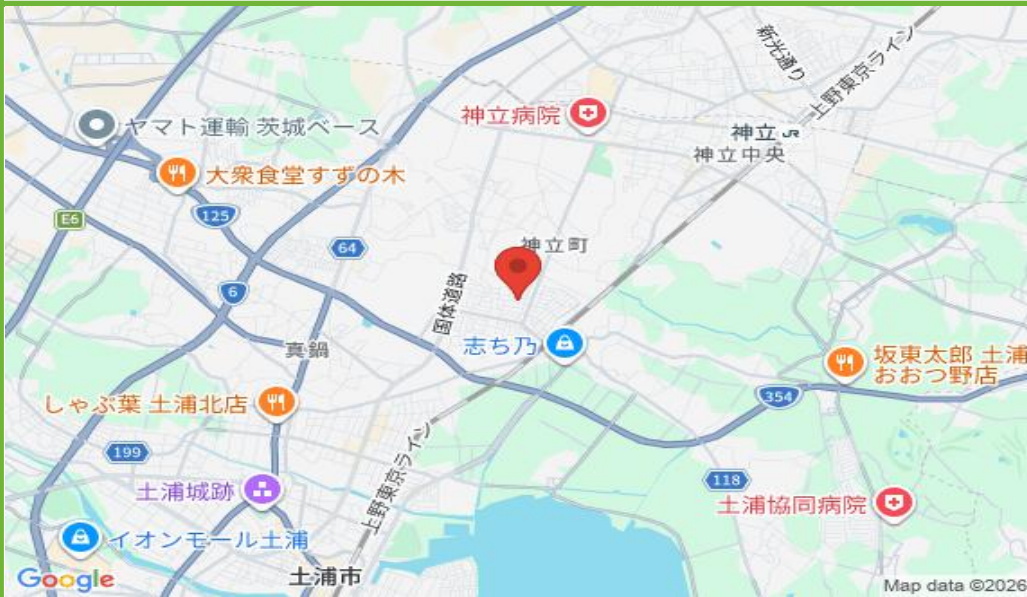 新光通り
上野東京ライン
神立病院
神立 JR
神立中央
ヤマト運輸 茨城ベース
大衆食堂すずの木
125
E6
64
神立町
6
国体道路
志ち乃
真鍋
坂東太郎 土浦
おおつ野店
しゃぶ葉 土浦北店
354
199
上野東京ライン
118
土浦城跡
土浦協同病院
イオンモール土浦
Google
土浦市
Map data ©2026